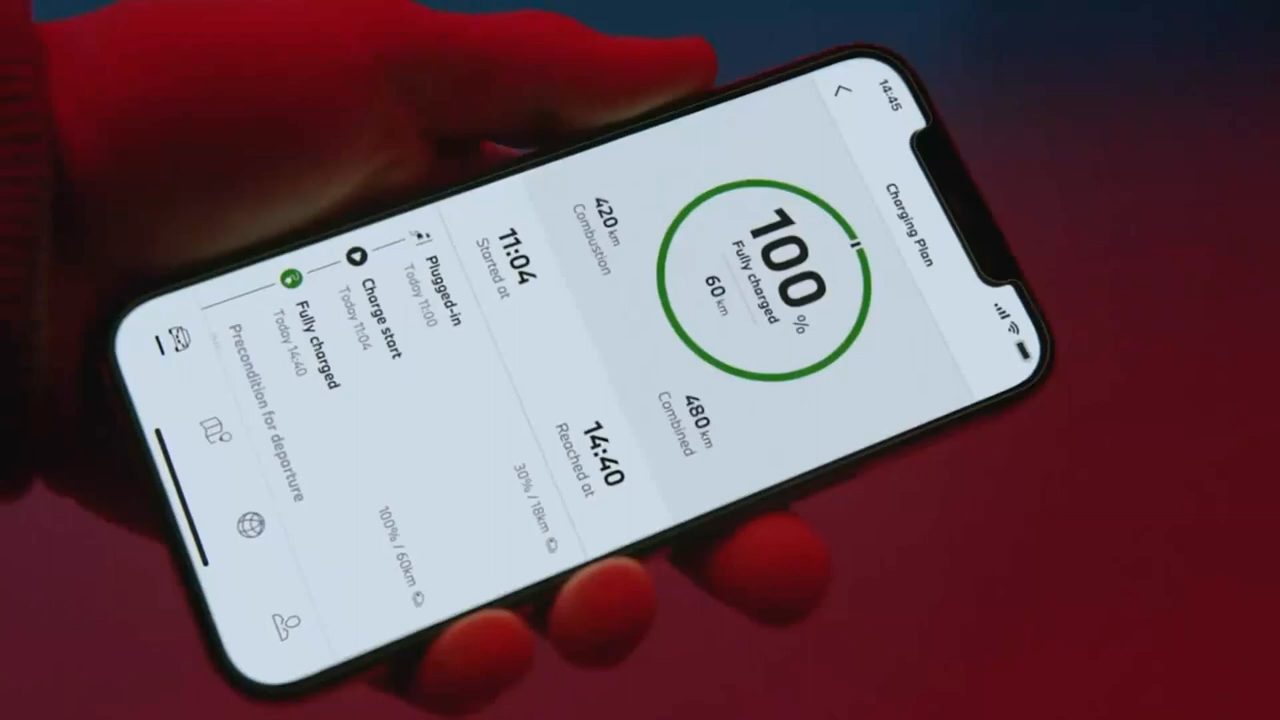 14:45
Charging Plan
100 %
Fully charged
60 km
420 km
Combustion
480 km
Combined
11:04
Started at
14:40
Reached at
Plugged-in
Today 11:00
30% / 18km
Charge start
Today 11:04
Fully charged
Today 14:40
100% / 60km
Precondition for departure